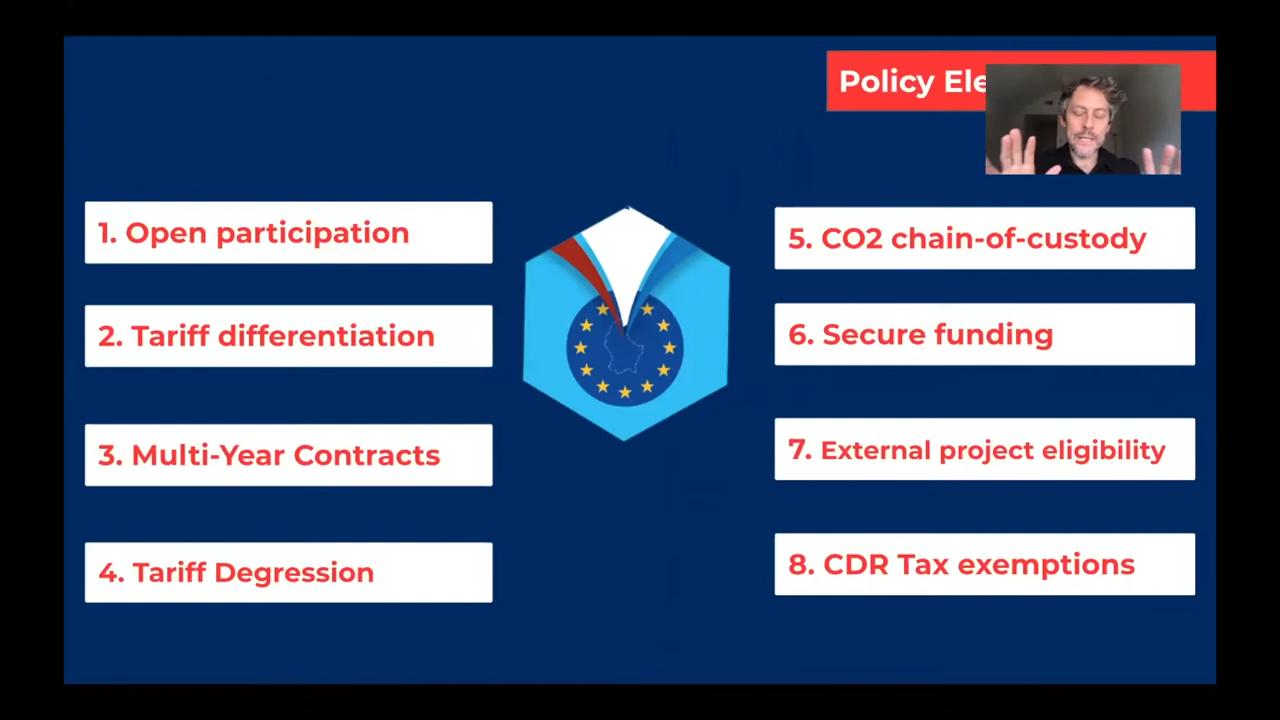 Policy
1. Open participation
2. Tariff differentiation
3. Multi-Year Contracts
4. Tariff Degression
5. CO2 chain-of-custody
6. Secure funding
7. External project eligibility
8. CDR Tax exemptions